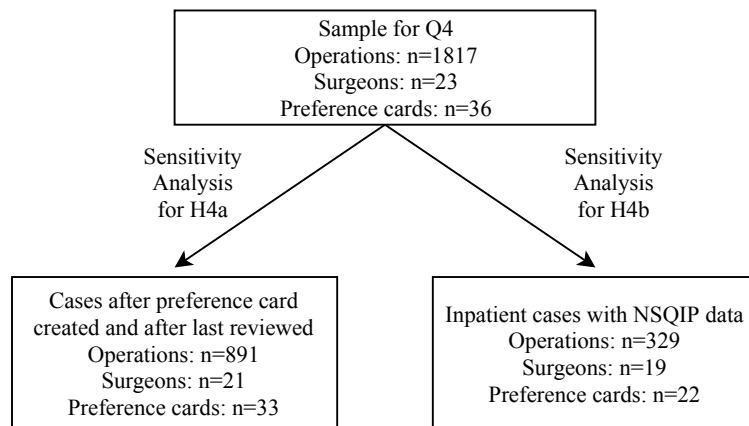 Sample for Q4
Operations: n=1817
Surgeons: n=23
Preference cards: n=36
Sensitivity
Analysis
for H4a
Sensitivity
Analysis
for H4b
Cases after preference card
created and after last reviewed
Operations: n=891
Surgeons: n=21
Preference cards: n=33
Inpatient cases with NSQIP data
Operations: n=329
Surgeons: n=19
Preference cards: n=22